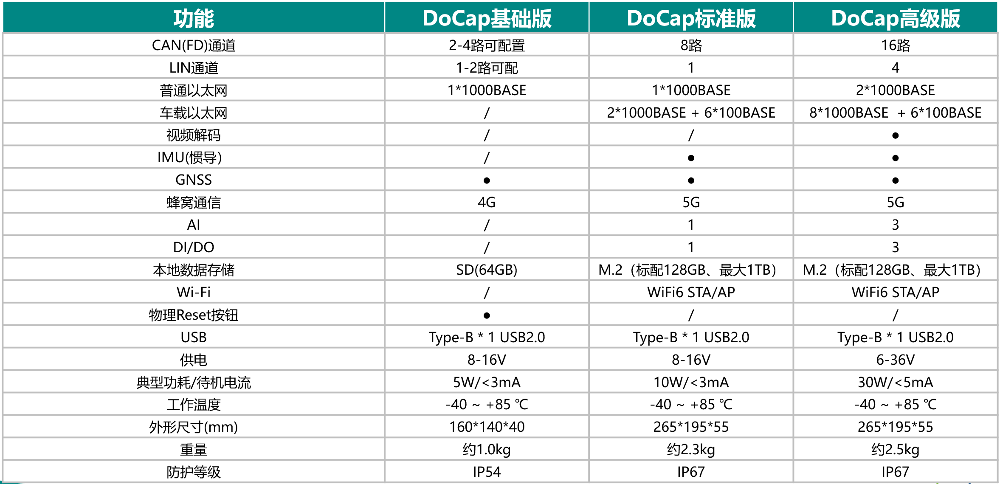 功能 DoCap基础版 DoCap标准版 DoCap高级版
CAN(FD)通道 2-4路可配置 8路 16路
LIN通道 1-2路可配 1 4
普通以太网 1*1000BASE 1*1000BASE 2*1000BASE
车载以太网 / 2*1000BASE + 6*100BASE 8*1000BASE + 6*100BASE
视频解码 / / ●
IMU(惯导) / ● ●
GNSS ● ● ●
蜂窝通信 4G 5G 5G
AI / 1 3
DI/DO / 1 3
本地数据存储 SD(64GB) M.2（标配128GB、最大1TB） M.2（标配128GB、最大1TB）
Wi-Fi / WiFi6 STA/AP WiFi6 STA/AP
物理Reset按钮 ● / /
USB Type-B * 1 USB2.0 Type-B * 1 USB2.0 Type-B * 1 USB2.0
供电 8-16V 8-16V 6-36V
典型功耗/待机电流 5W/<3mA 10W/<3mA 30W/<5mA
工作温度 -40 ~ +85 ℃ -40 ~ +85 ℃ -40 ~ +85 ℃
外形尺寸(mm) 160*140*40 265*195*55 265*195*55
重量 约1.0kg 约2.3kg 约2.5kg
防护等级 IP54 IP67 IP67